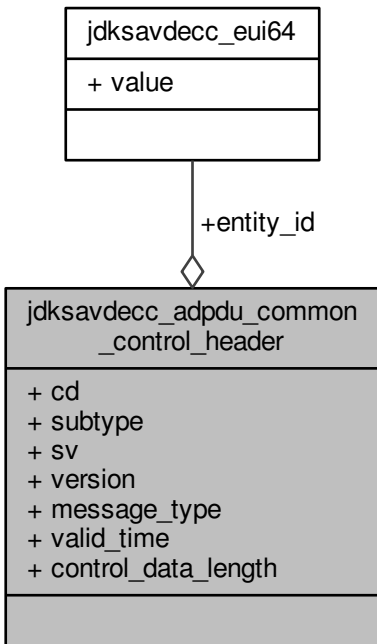 jdksavdecc_eui64
+ value
+entity_id
jdksavdecc_adpdu_common
_control_header
+ cd
+ subtype
+ sv
+ version
+ message_type
+ valid_time
+ control_data_length